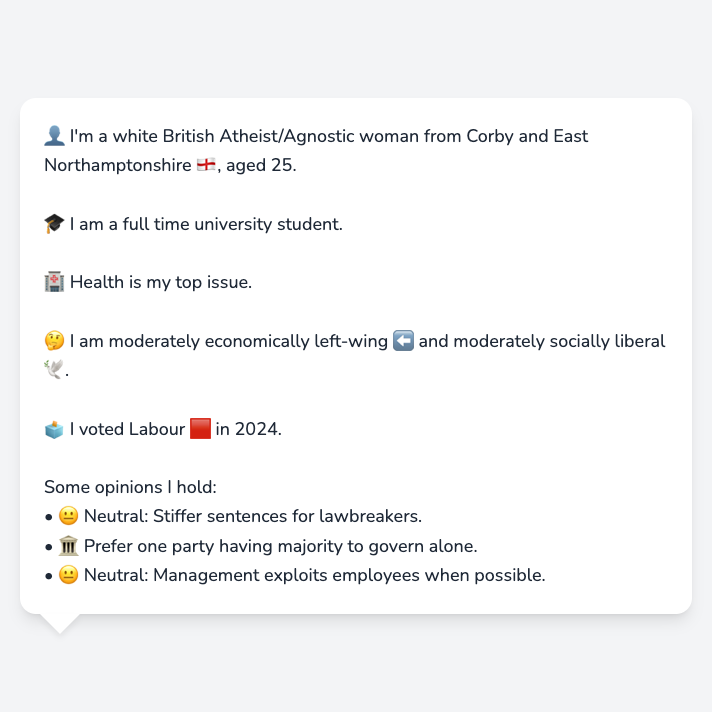 👤 I'm a white British Atheist/Agnostic woman from Corby and East
Northamptonshire 🏴󠁧󠁢󠁥󠁮󠁧󠁿, aged 25.
🎓 I am a full time university student.
🏥 Health is my top issue.
🤔 I am moderately economically left-wing ⬅️ and moderately socially liberal
🕊️.
🗳️ I voted Labour 🟥 in 2024.
Some opinions I hold:
• 😐 Neutral: Stiffer sentences for lawbreakers.
• 🏛️ Prefer one party having majority to govern alone.
• 😐 Neutral: Management exploits employees when possible.